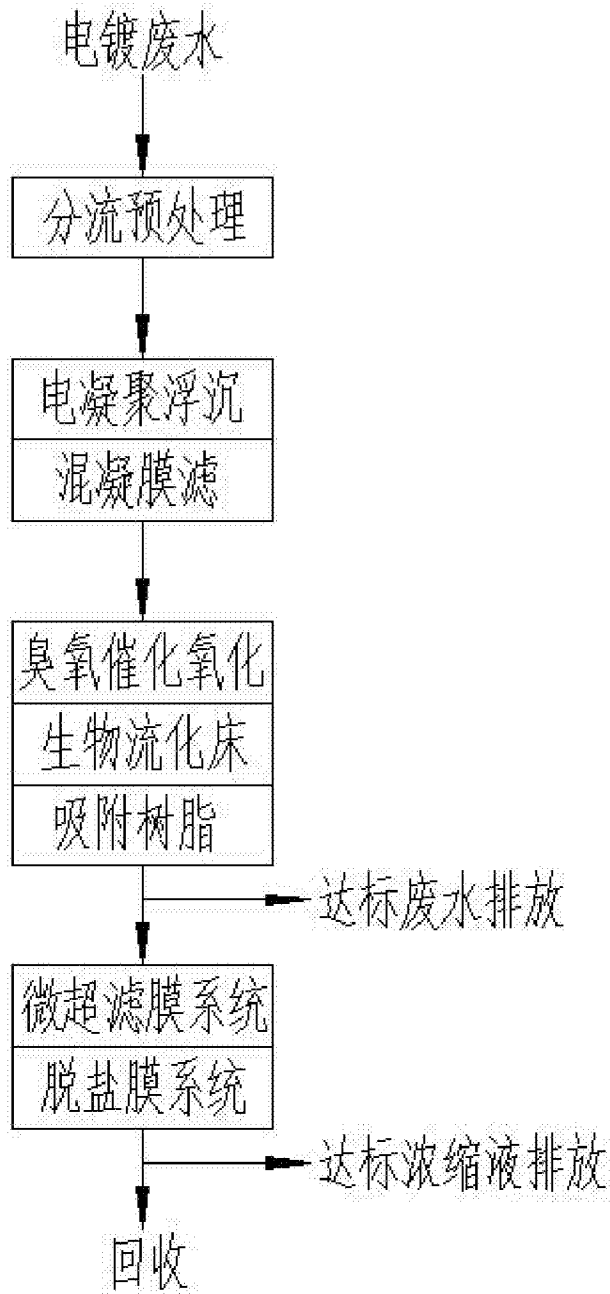 电镀废水
分流预处理
电凝聚浮沉
混凝膜滤
臭氧催化氧化
生物流化床
吸附树脂
达标废水排放
微超滤膜系统
脱盐膜系统
达标浓缩液排放
回收